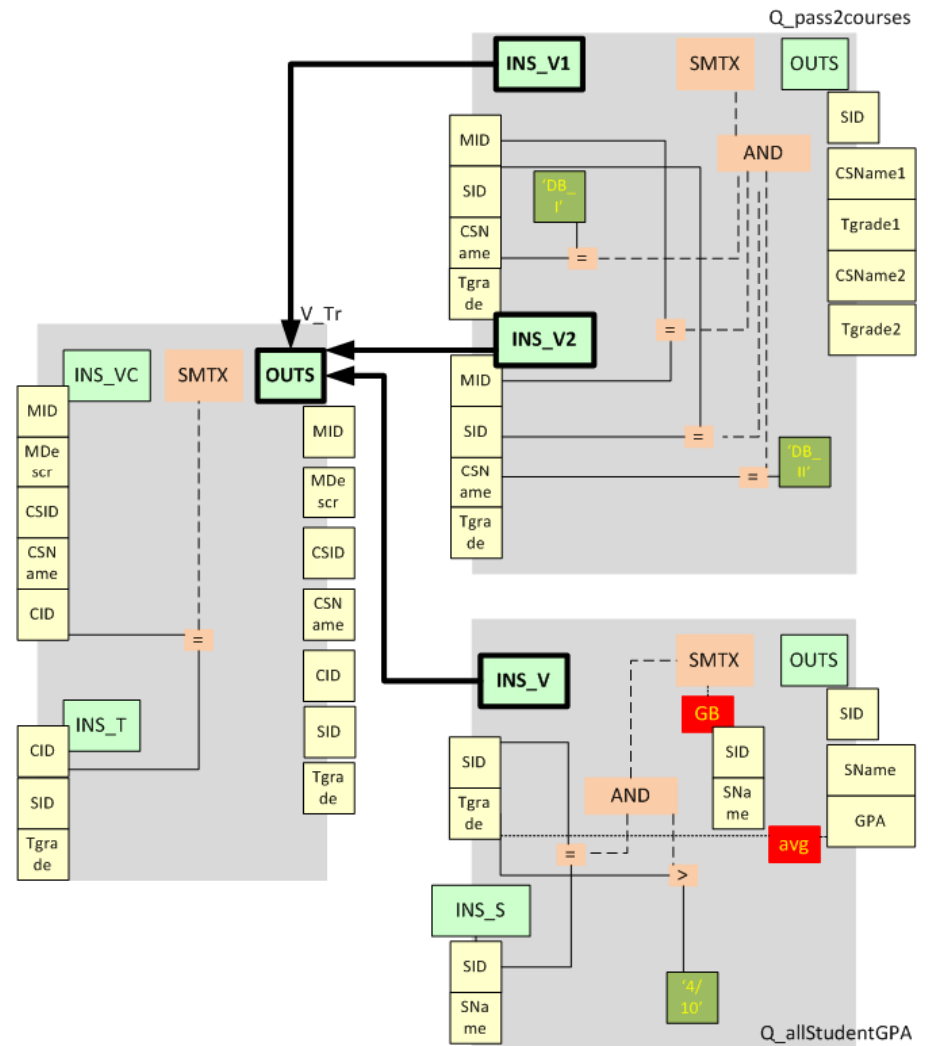 Q_pass2courses
INS_V1
SMTX
OUTS
SID
AND
MID
CSName1
'DB_
I'
SID
Tgrade1
CSN
ame
=
CSName2
Tgra
de
V_Tr
INS_V2
=
Tgrade2
INS_VC
SMTX
OUTS
MID
MID
MID
SID
=
MDe
scr
'DB_
II'
MDe
scr
CSN
ame
=
CSID
Tgra
de
CSID
CSN
ame
CSN
ame
CID
=
CID
INS_T
CID
SID
SID
Tgra
de
Tgra
de
INS_V
SMTX
OUTS
GB
SID
SID
SID
SName
AND
Tgra
de
SNa
me
GPA
avg
=
>
INS_S
SID
'4/
10'
SNa
me
Q_allStudentGPA